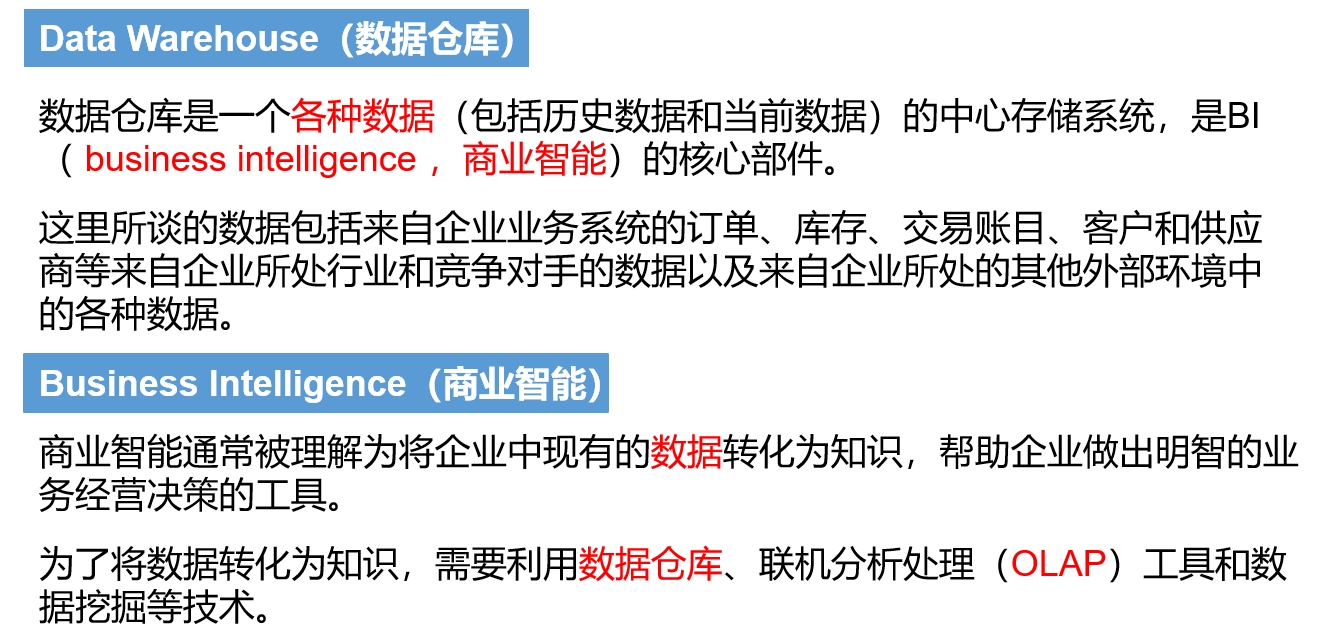 Data Warehouse（数据仓库）
数据仓库是一个各种数据（包括历史数据和当前数据）的中心存储系统，是BI
（ business intelligence ，商业智能）的核心部件。
这里所谈的数据包括来自企业业务系统的订单、库存、交易账目、客户和供应
商等来自企业所处行业和竞争对手的数据以及来自企业所处的其他外部环境中
的各种数据。
Business Intelligence（商业智能）
商业智能通常被理解为将企业中现有的数据转化为知识，帮助企业做出明智的业
务经营决策的工具。
为了将数据转化为知识，需要利用数据仓库、联机分析处理（OLAP）工具和数
据挖掘等技术。